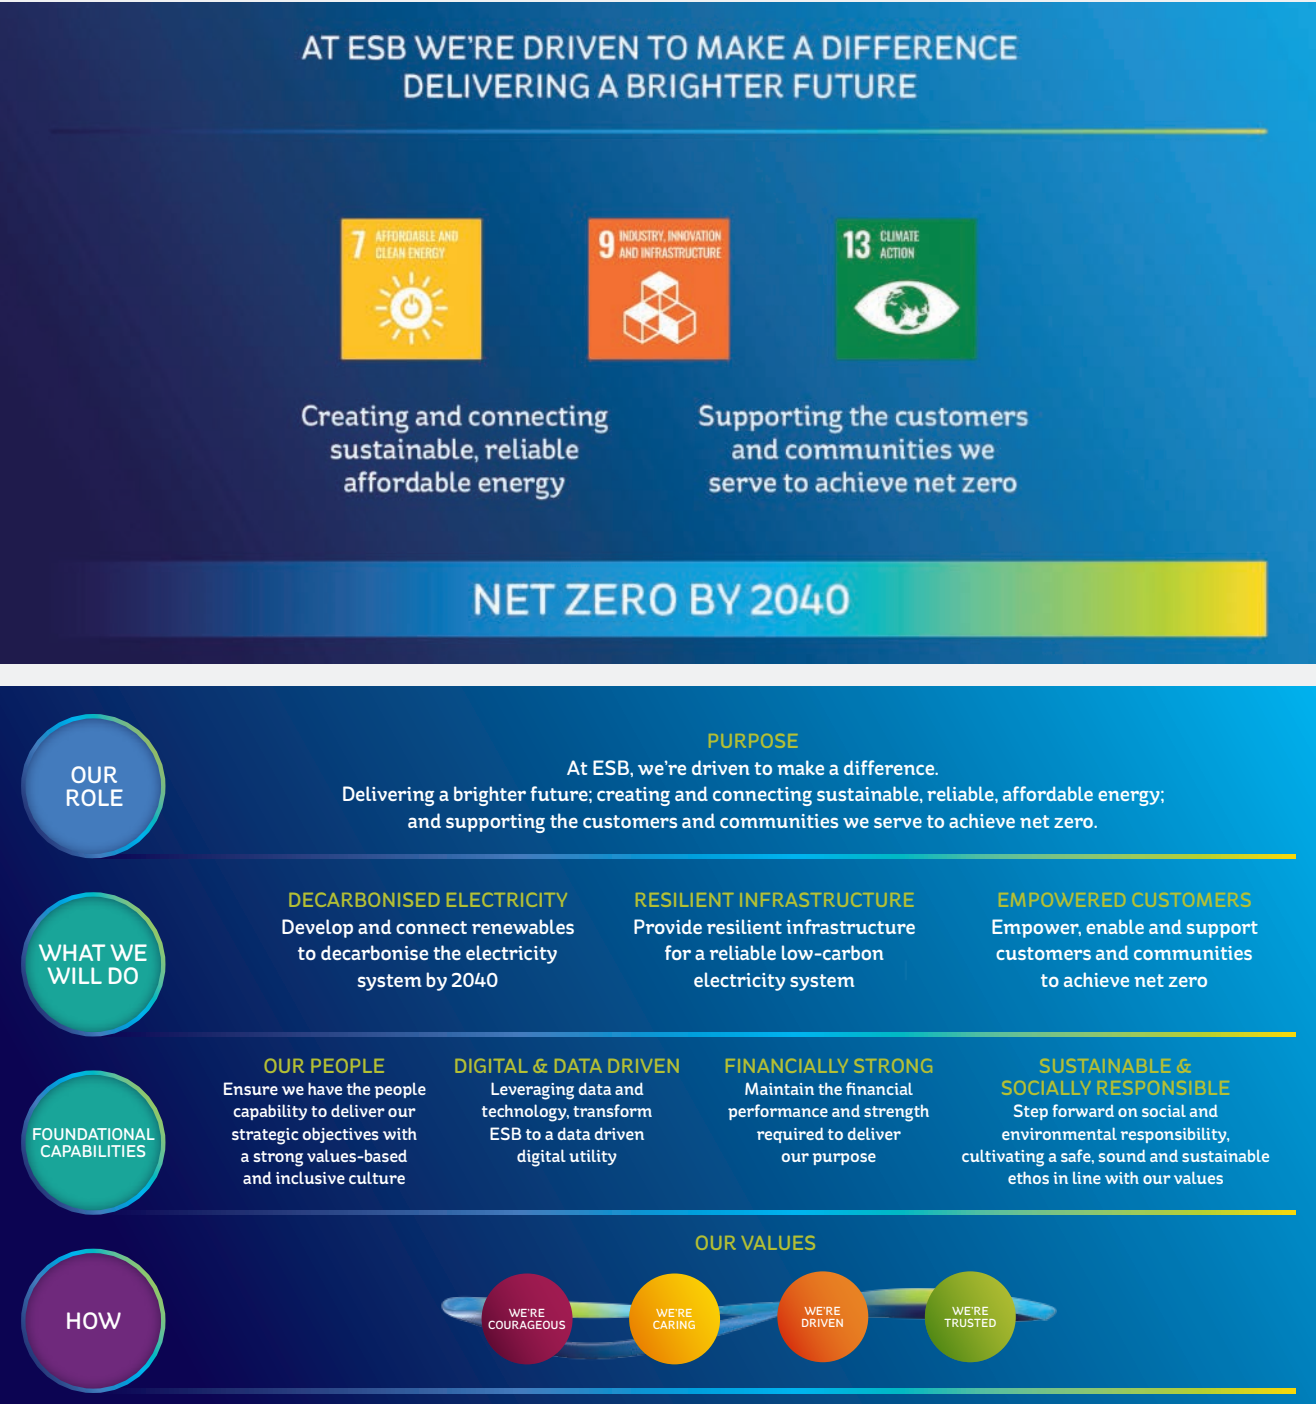 AT ESB WE'RE DRIVEN TO MAKE A DIFFERENCE
DELIVERING A BRIGHTER FUTURE
7 AFFORDABLE AND
CLEAN ENERGY
9 INDUSTRY, INNOVATION
AND INFRASTRUCTURE
13 CLIMATE
ACTION
Creating and connecting
sustainable, reliable
affordable energy
Supporting the customers
and communities we
serve to achieve net zero
NET ZERO BY 2040
OUR
ROLE
PURPOSE
At ESB, we're driven to make a difference.
Delivering a brighter future; creating and connecting sustainable, reliable, affordable energy;
and supporting the customers and communities we serve to achieve net zero.
WHAT WE
WILL DO
DECARBONISED ELECTRICITY
Develop and connect renewables
to decarbonise the electricity
system by 2040
RESILIENT INFRASTRUCTURE
Provide resilient infrastructure
for a reliable low-carbon
electricity system
EMPOWERED CUSTOMERS
Empower, enable and support
customers and communities
to achieve net zero
FOUNDATIONAL
CAPABILITIES
OUR PEOPLE
Ensure we have the people
capability to deliver our
strategic objectives with
a strong values-based
and inclusive culture
DIGITAL & DATA DRIVEN
Leveraging data and
technology, transform
ESB to a data driven
digital utility
FINANCIALLY STRONG
Maintain the financial
performance and strength
required to deliver
our purpose
SUSTAINABLE &
SOCIALLY RESPONSIBLE
Step forward on social and
environmental responsibility,
cultivating a safe, sound and sustainable
ethos in line with our values
HOW
OUR VALUES
WE'RE
COURAGEOUS
WE'RE
CARING
WE'RE
DRIVEN
WE'RE
TRUSTED